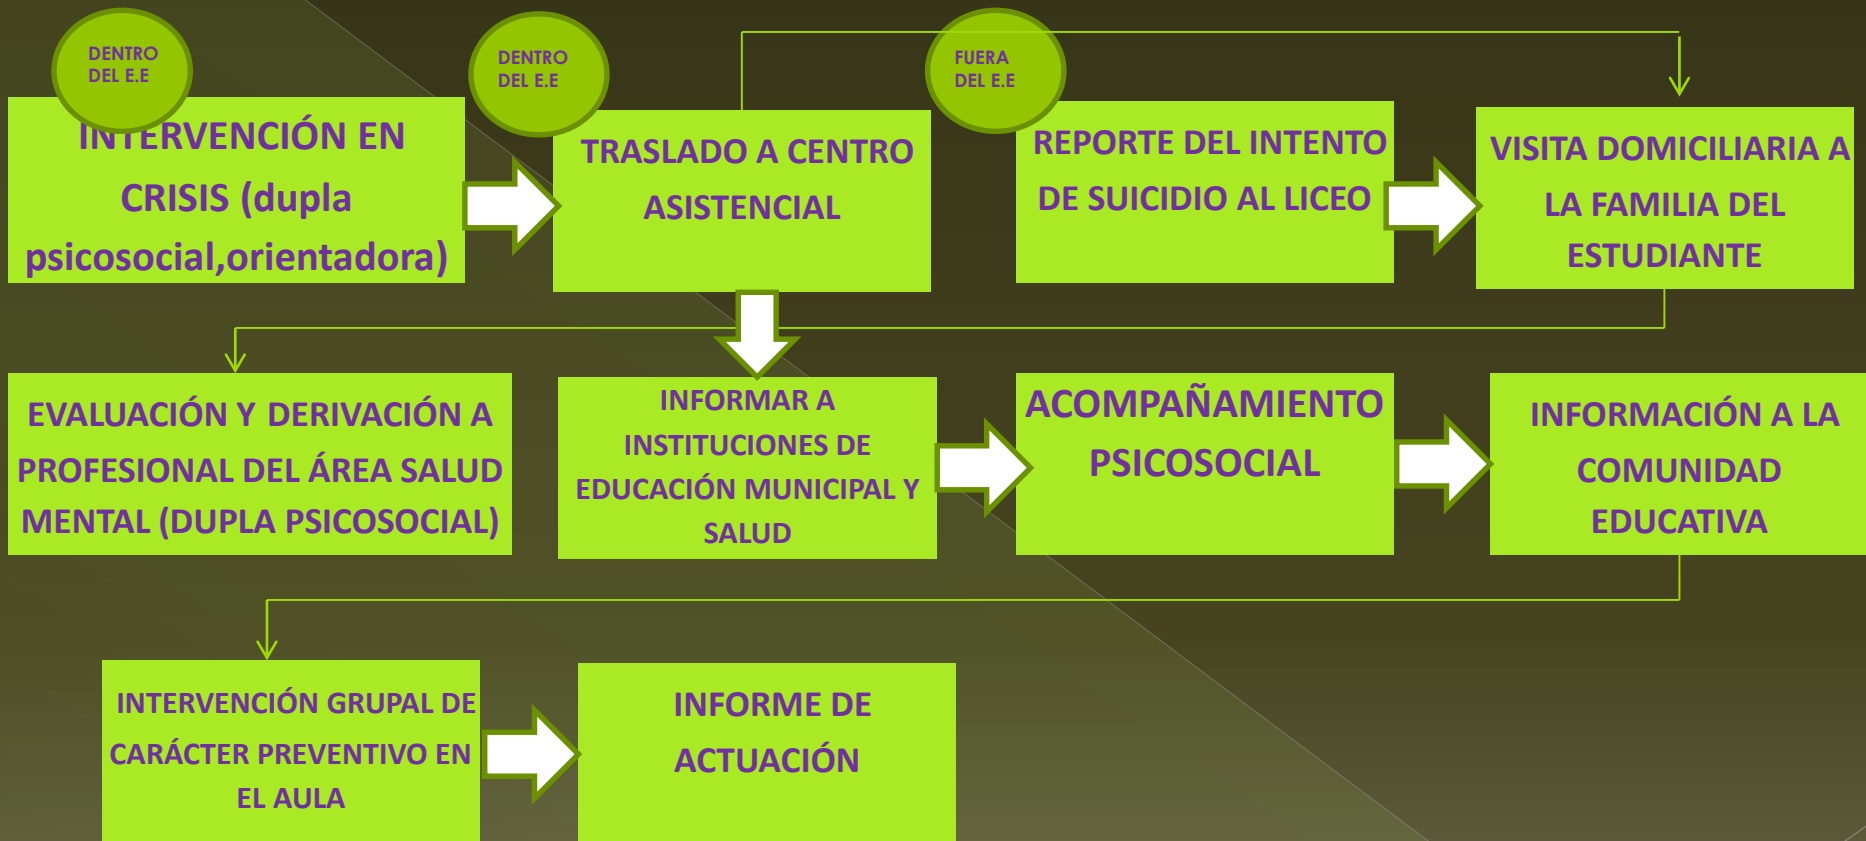 DENTRO
DEL E.E
INTERVENCIÓN EN
CRISIS (dupla
psicosocial,orientadora)
DENTRO
DEL E.E
TRASLADO A CENTRO
ASISTENCIAL
FUERA
DEL E.E
REPORTE DEL INTENTO
DE SUICIDIO AL LICEO
VISITA DOMICILIARIA A
LA FAMILIA DEL
ESTUDIANTE
EVALUACIÓN Y DERIVACIÓN A
PROFESIONAL DEL ÁREA SALUD
MENTAL (DUPLA PSICOSOCIAL)
INFORMAR A
INSTITUCIONES DE
EDUCACIÓN MUNICIPAL Y
SALUD
ACOMPAÑAMIENTO
PSICOSOCIAL
INFORMACIÓN A LA
COMUNIDAD
EDUCATIVA
INTERVENCIÓN GRUPAL DE
CARÁCTER PREVENTIVO EN
EL AULA
INFORME DE
ACTUACIÓN